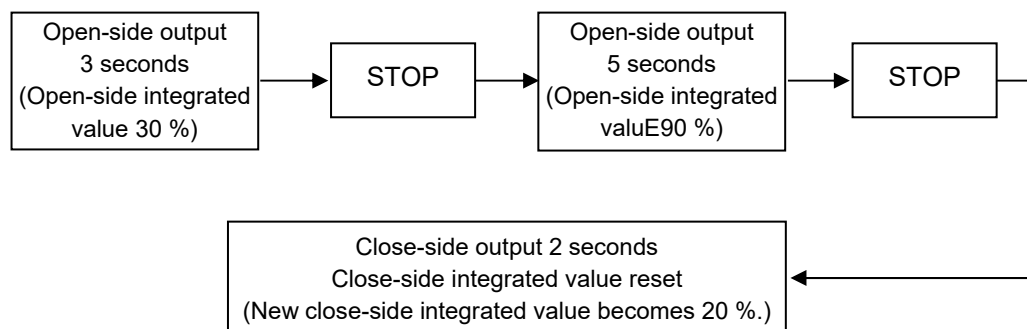 Open-side output
3 seconds
(Open-side integrated
value 30 %)
STOP
Open-side output
5 seconds
(Open-side integrated
valuE90 %)
STOP
Close-side output 2 seconds
Close-side integrated value reset
(New close-side integrated value becomes 20 %.)